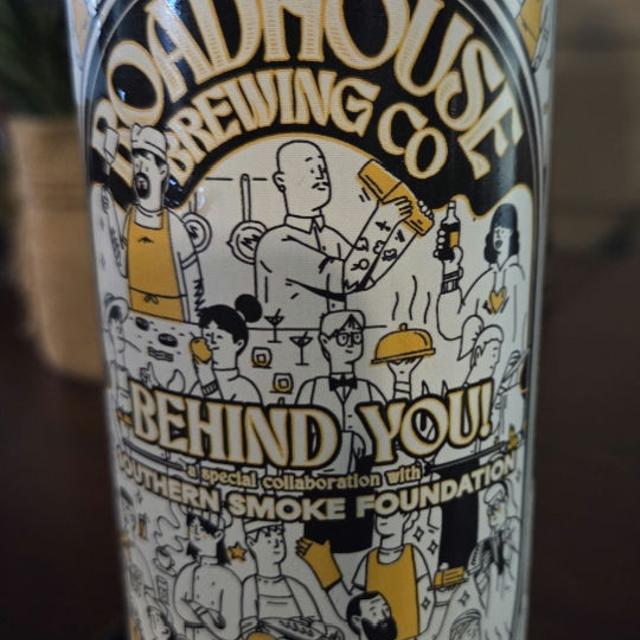 ROADHOUSE
BREWING CO
BEHIND YOU!
a special collaboration with
SOUTHERN SMOKE FOUNDATION